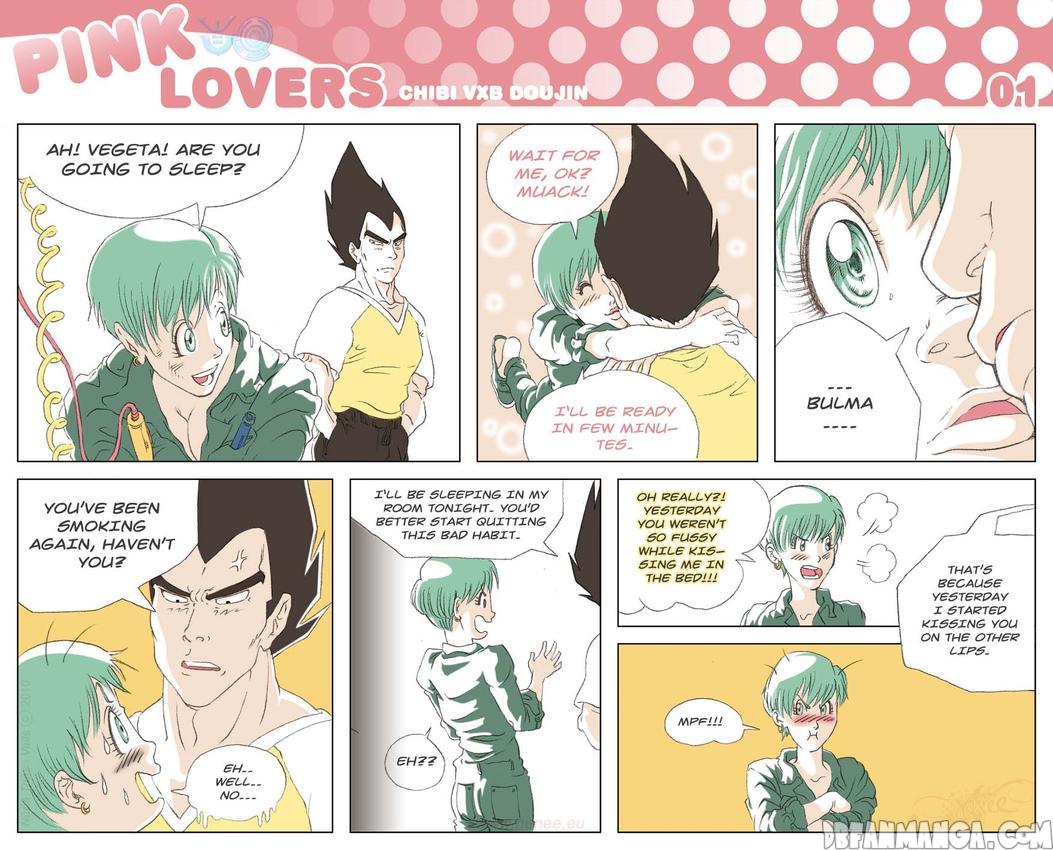 PINK
LOVERS
CHIBI VXB DOUJIN
01
AH! VEGETA! ARE YOU
GOING TO SLEEP?
WAIT FOR
ME, OK?
MUACK!
I'LL BE READY
IN FEW MINU-
TES.
---
BULMA
----
YOU'VE BEEN
SMOKING
AGAIN, HAVEN'T
YOU?
EH..
WELL..
NO...
I'LL BE SLEEPING IN MY
ROOM TONIGHT. YOU'D
BETTER START QUITTING
THIS BAD HABIT.
EH??
OH REALLY?!
YESTERDAY
YOU WEREN'T
SO FUSSY
WHILE KIS-
SING ME IN
THE BED!!!
THAT'S
BECAUSE
YESTERDAY
I STARTED
KISSING YOU
ON THE OTHER
LIPS.
MPF!!!
DBFANMANGA.COM